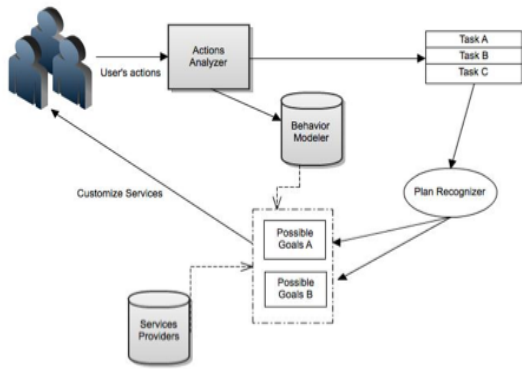 Actions
Analyzer
Task A
Task B
Task C
User's actions
Behavior
Modeler
Customize Services
Plan Recognizer
Possible
Goals A
Possible
Goals B
Services
Providers